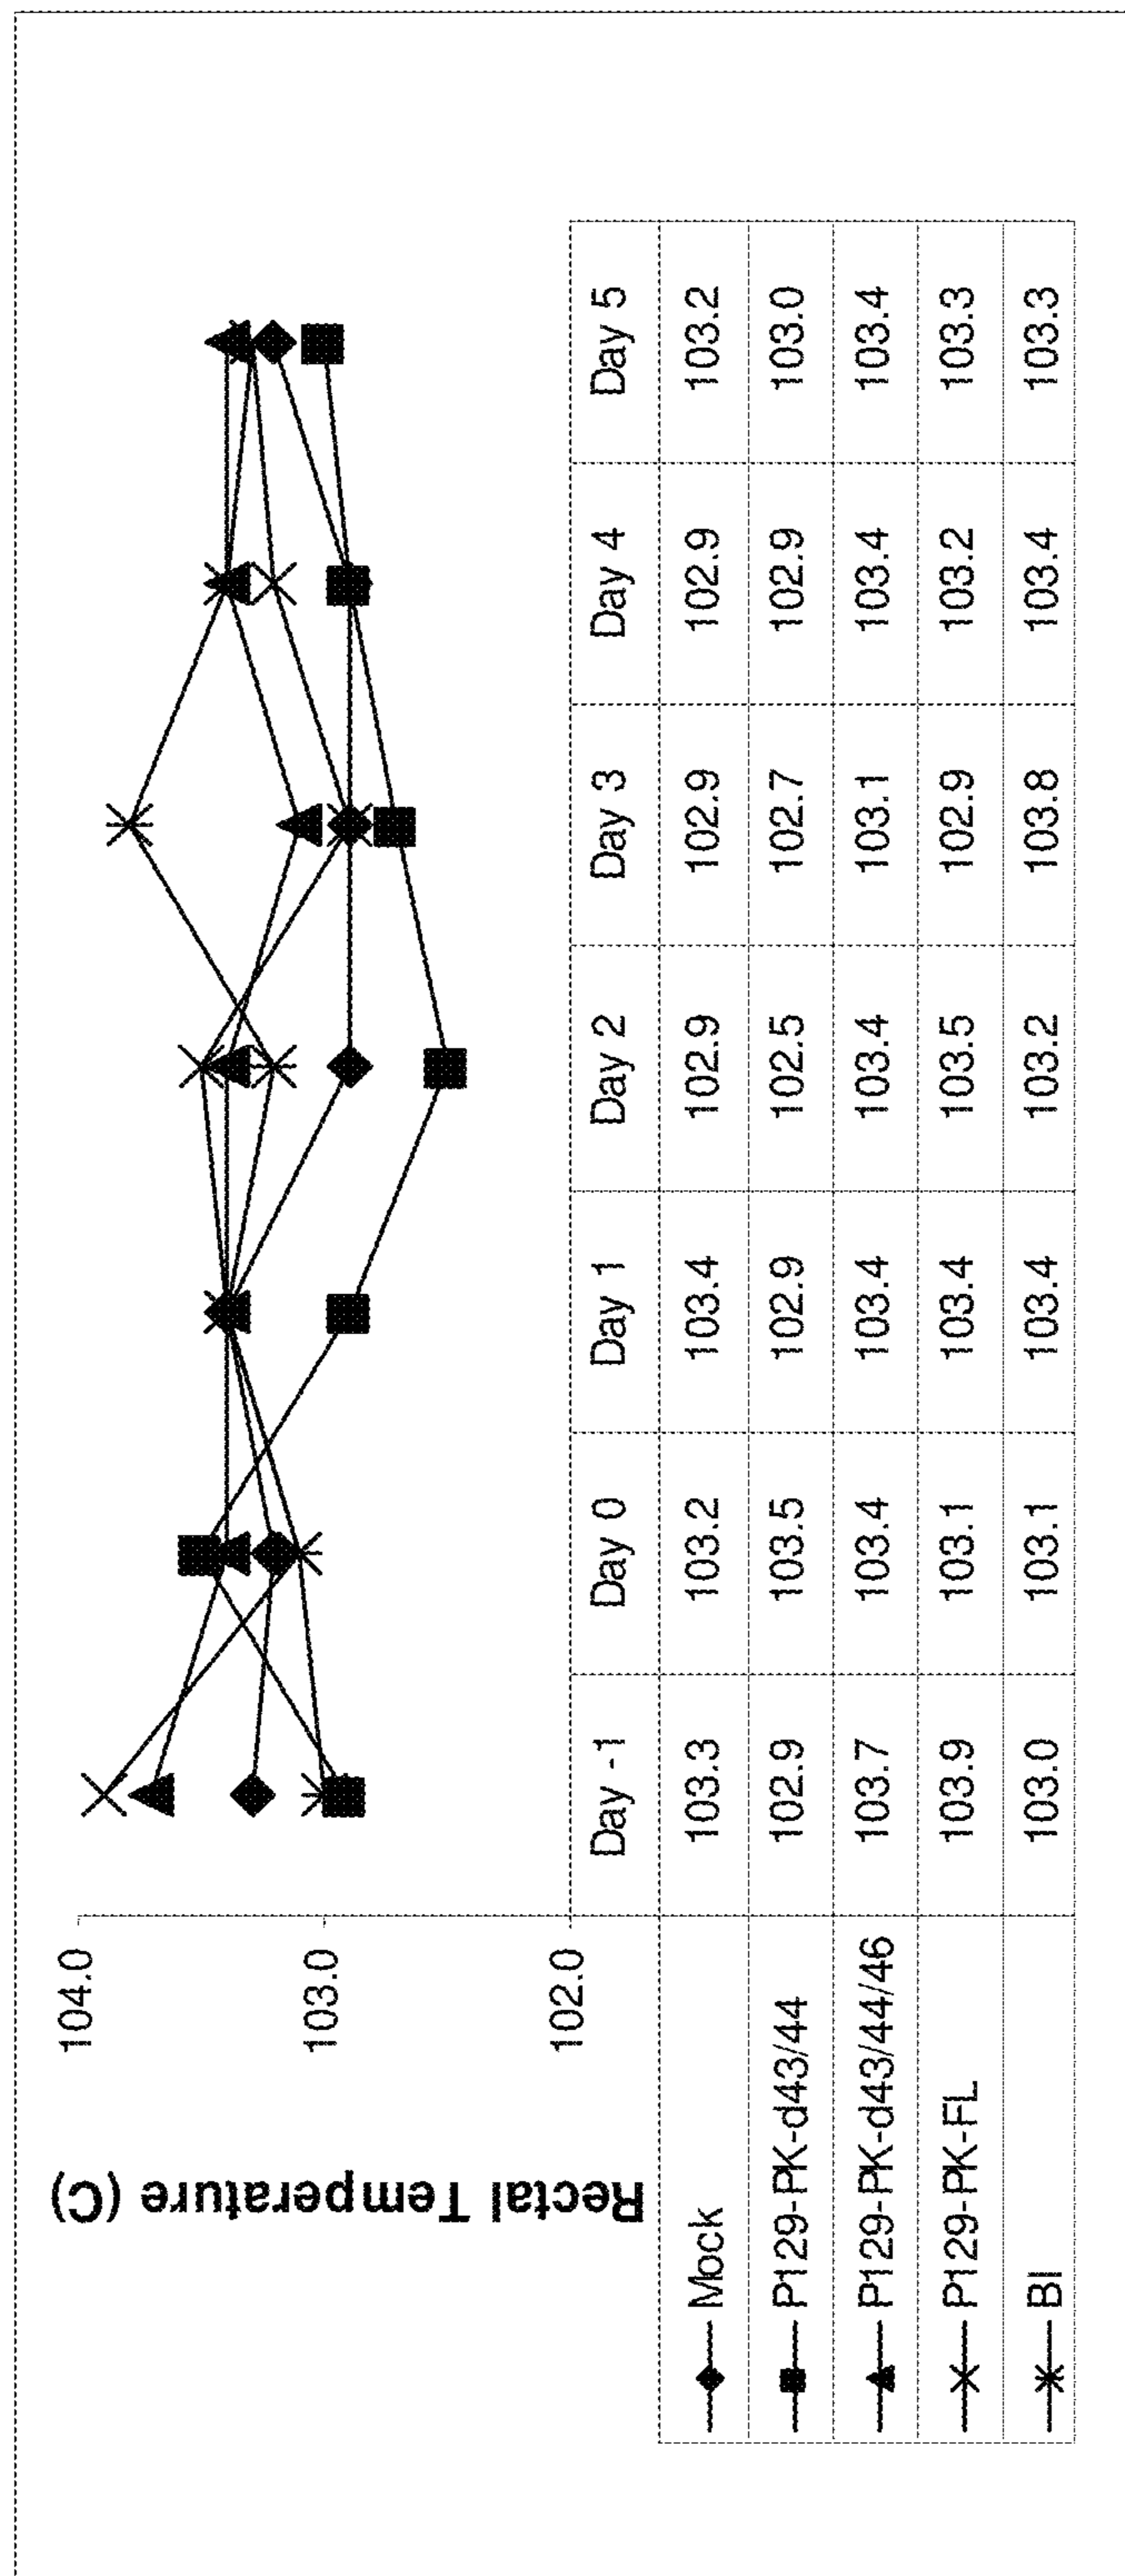 Rectal Temperature (C)
104.0
103.0
102.0
Day -1 Day 0 Day 1 Day 2 Day 3 Day 4 Day 5
Mock 103.3 103.2 103.4 102.9 102.9 102.9 103.2
P129-PK-d43/44 102.9 103.5 102.9 102.5 102.7 102.9 103.0
P129-PK-d43/44/46 103.7 103.4 103.4 103.4 103.1 103.4 103.4
P129-PK-FL 103.9 103.1 103.4 103.5 102.9 103.2 103.3
BI 103.0 103.1 103.4 103.2 103.8 103.4 103.3